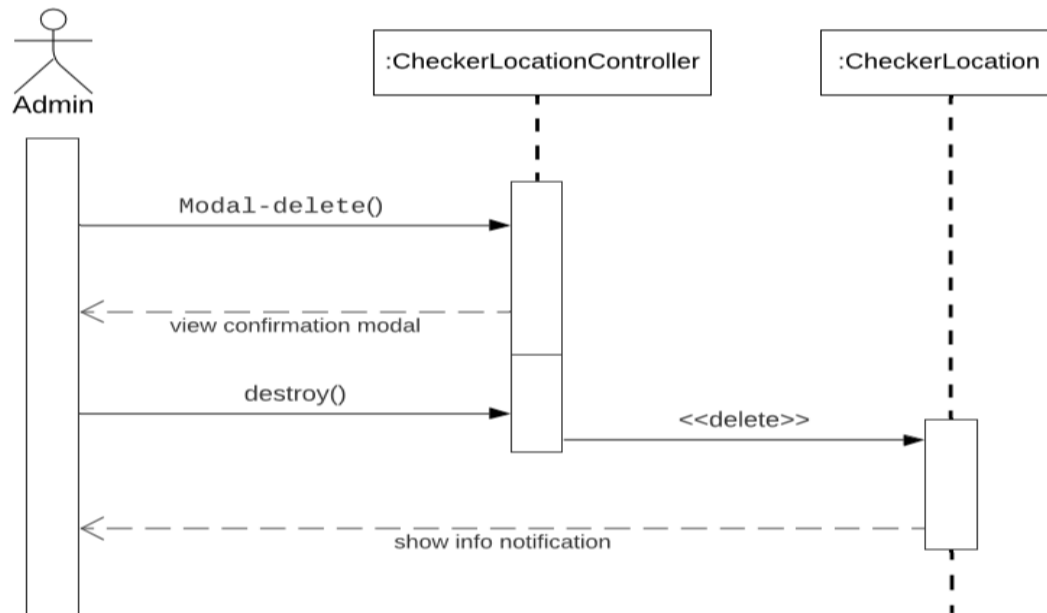 :CheckerLocationController
:CheckerLocation
Admin
Modal-delete()
view confirmation modal
destroy()
<<delete>>
show info notification